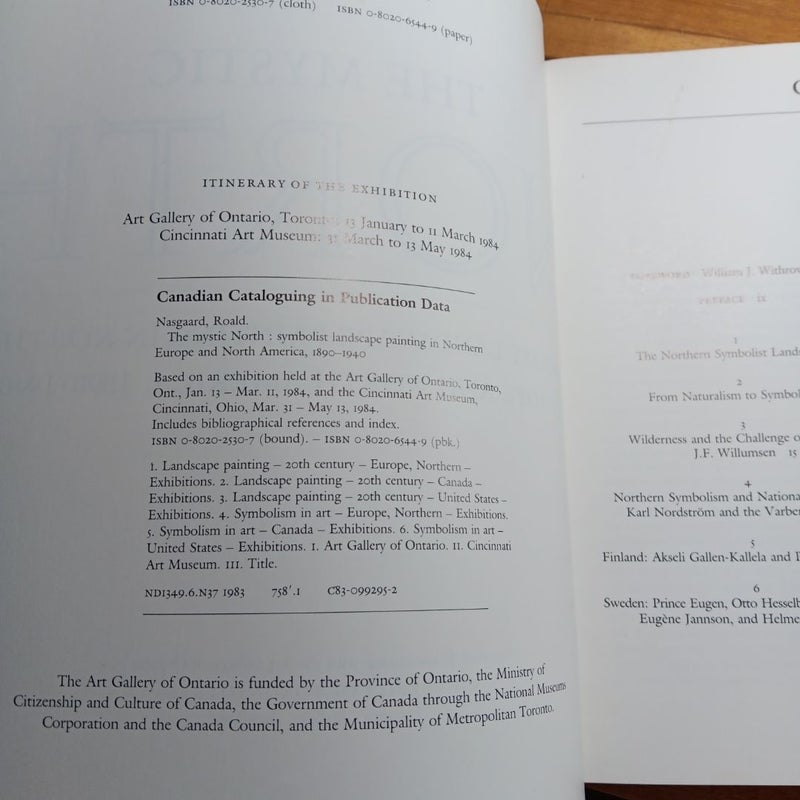 ISBN 0-8020-2530-7 (cloth) ISBN 0-8020-6544-9 (paper)
THE MYSTIC
ITINERARY OF THE EXHIBITION
Art Gallery of Ontario, Toronto: 13 January to 11 March 1984
Cincinnati Art Museum: 31 March to 13 May 1984
Canadian Cataloguing in Publication Data
Nasgaard, Roald.
The mystic North : symbolist landscape painting in Northern
Europe and North America, 1890–1940
Based on an exhibition held at the Art Gallery of Ontario, Toronto,
Ont., Jan. 13 – Mar. 11, 1984, and the Cincinnati Art Museum,
Cincinnati, Ohio, Mar. 31 – May 13, 1984.
Includes bibliographical references and index.
ISBN 0-8020-2530-7 (bound). – ISBN 0-8020-6544-9 (pbk.)
1. Landscape painting – 20th century – Europe, Northern –
Exhibitions. 2. Landscape painting – 20th century – Canada –
Exhibitions. 3. Landscape painting – 20th century – United States –
Exhibitions. 4. Symbolism in art – Europe, Northern – Exhibitions.
5. Symbolism in art – Canada – Exhibitions. 6. Symbolism in art –
United States – Exhibitions. I. Art Gallery of Ontario. II. Cincinnati
Art Museum. III. Title.
ND1349.6.N37 1983 758'.1 C83-099295-2
The Art Gallery of Ontario is funded by the Province of Ontario, the Ministry of
Citizenship and Culture of Canada, the Government of Canada through the National Museums
Corporation and the Canada Council, and the Municipality of Metropolitan Toronto.
FOREWORD William J. Withrow
PREFACE IX
1
The Northern Symbolist
2
From Naturalism to
3
Wilderness and the Challenge
J.F. Willumsen 15
4
Northern Symbolism and
Karl Nordström and the
5
Finland: Akseli Gallen-Kallela and
6
Sweden: Prince Eugen, Otto
Eugène Jannson, and